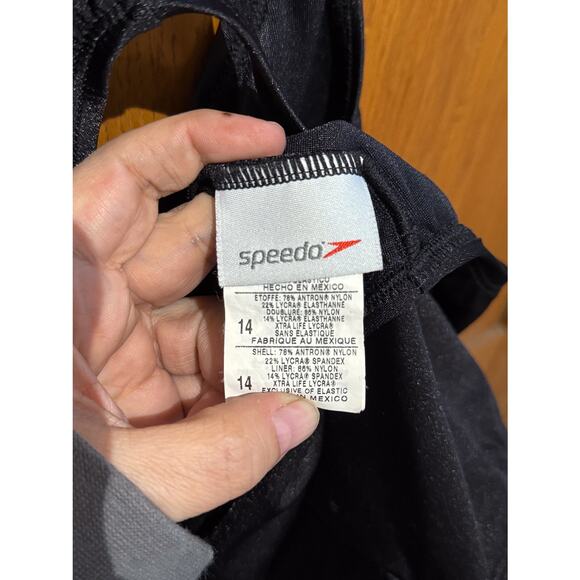 speedo
HECHO EN MÉXICO
ETOFFE: 78% ANTRON® NYLON
22% LYCRA® ELASTHANNE
DOUBLURE: 86% NYLON
14% LYCRA® ELASTHANNE
14 XTRA LIFE LYCRA®
SANS ELASTIQUE
FABRIQUE AU MEXIQUE
SHELL: 78% ANTRON® NYLON
22% LYCRA® SPANDEX
LINER: 86% NYLON
14% LYCRA® SPANDEX
14 XTRA LIFE LYCRA®
EXCLUSIVE OF ELASTIC
IN MEXICO